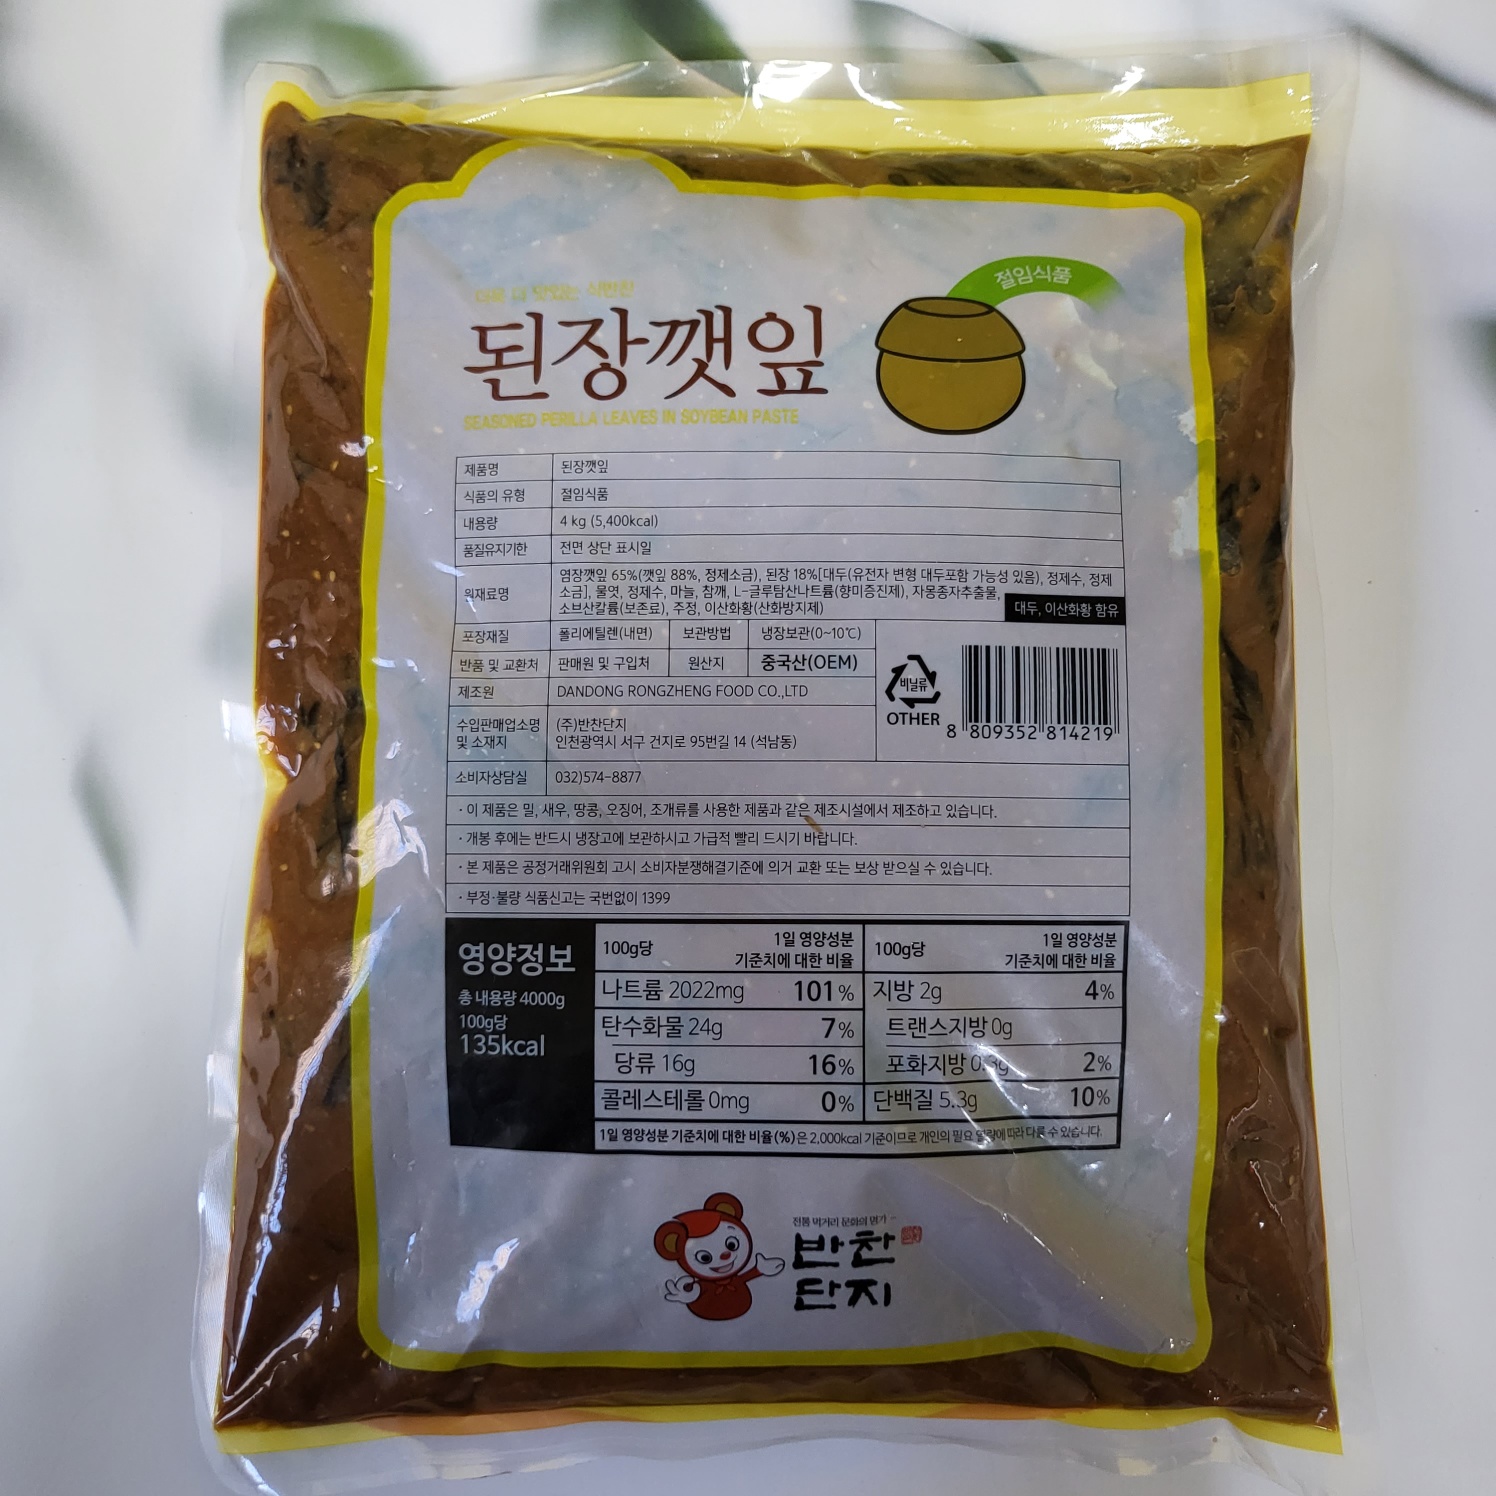 절임식품
된장깻잎
SEASONED PERILLA LEAVES IN SOYBEAN PASTE
제품명 된장깻잎
식품의 유형 절임식품
내용량 4 kg (5,400kcal)
품질유지기한 전면 상단 표시일
원재료명 염장깻잎 65%(깻잎 88%, 정제소금), 된장 18%[대두(유전자 변형 대두포함 가능성 있음), 정제수, 정제
소금], 물엿, 정제수, 마늘, 참깨, L-글루탐산나트륨(향미증진제), 자몽종자추출물,
소브산칼륨(보존료), 주정, 이산화황(산화방지제)
대두, 이산화황 함유
포장재질 폴리에틸렌(내면) 보관방법 냉장보관(0~10℃)
반품 및 교환처 판매원 및 구입처 원산지 중국산(OEM)
제조원 DANDONG RONGZHENG FOOD CO.,LTD
수입판매업소명 및 소재지
(주)반찬단지
인천광역시 서구 건지로 95번길 14 (석남동)
비닐류
OTHER
8 809352 814219
소비자상담실 032)574-8877
· 이 제품은 밀, 새우, 땅콩, 오징어, 조개류를 사용한 제품과 같은 제조시설에서 제조하고 있습니다.
· 개봉 후에는 반드시 냉장고에 보관하시고 가급적 빨리 드시기 바랍니다.
· 본 제품은 공정거래위원회 고시 소비자분쟁해결기준에 의거 교환 또는 보상 받으실 수 있습니다.
· 부정·불량 식품신고는 국번없이 1399
영양정보
총 내용량 4000g
100g당
135kcal
100g당 1일 영양성분 기준치에 대한 비율
나트륨 2022mg 101%
탄수화물 24g 7%
당류 16g 16%
콜레스테롤 0mg 0%
100g당 1일 영양성분 기준치에 대한 비율
지방 2g 4%
트랜스지방 0g
포화지방 0.3g 2%
단백질 5.3g 10%
1일 영양성분 기준치에 대한 비율(%)은 2,000kcal 기준이므로 개인의 필요 열량에 따라 다를 수 있습니다.
전통 먹거리 문화의 명가
반찬
단지